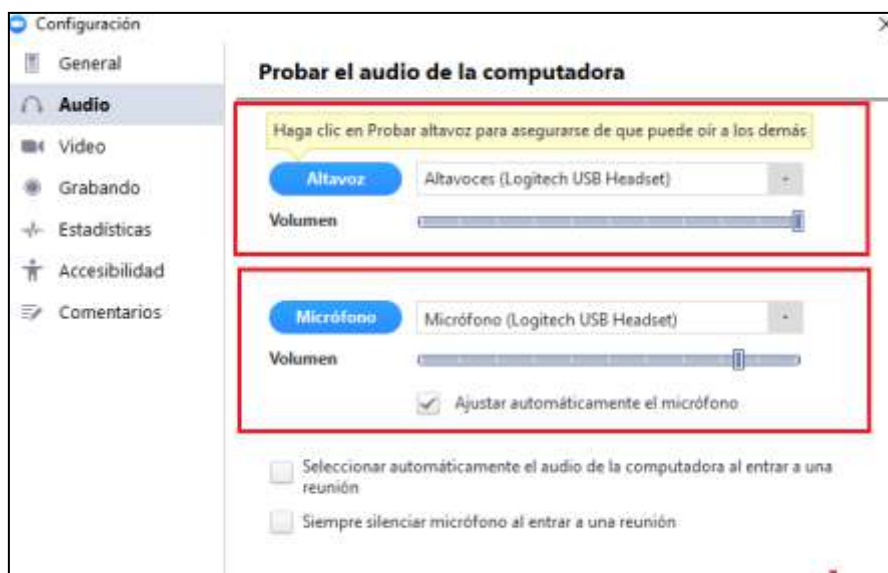 Configuración
General
Audio
Video
Grabando
Estadísticas
Accesibilidad
Comentarios
Probar el audio de la computadora
Haga clic en Probar altavoz para asegurarse de que puede oír a los demás
Altavoz
Altavoces (Logitech USB Headset)
Volumen
Micrófono
Micrófono (Logitech USB Headset)
Volumen
Ajustar automáticamente el micrófono
Seleccionar automáticamente el audio de la computadora al entrar a una
reunión
Siempre silenciar micrófono al entrar a una reunión